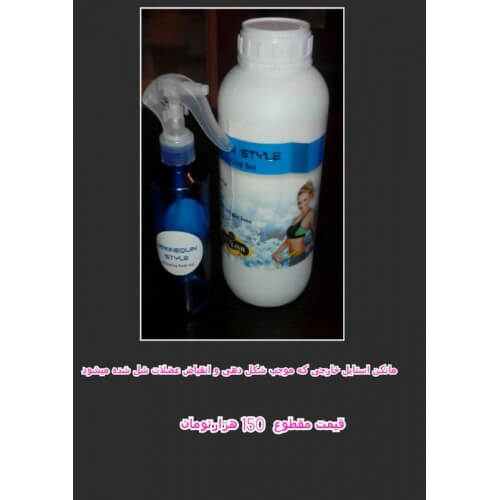 MANNEQUIN
STYLE
STYLE
مانکن استایل خارجی که موجب شکل دهی و انقباض عضلات شل شده میشود
قیمت مقطوع 150 هزارتومان